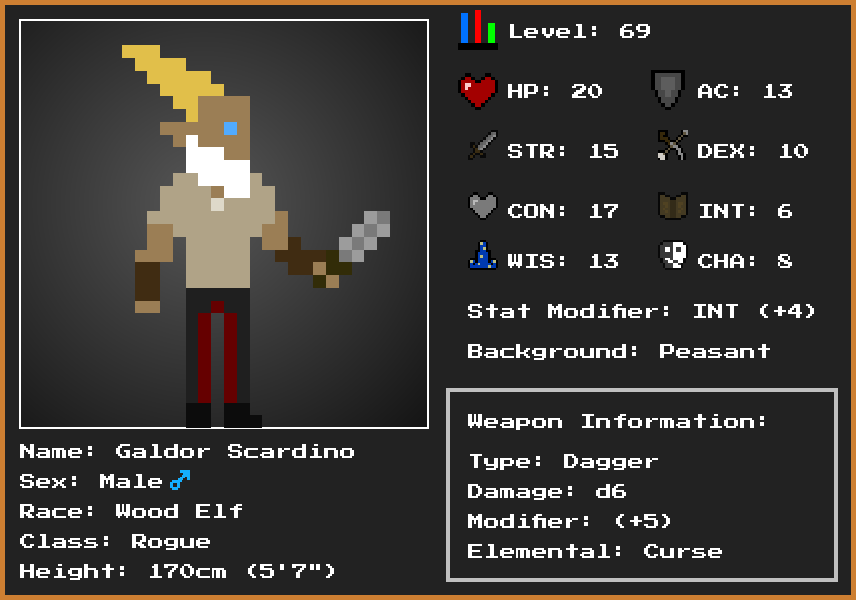 Level: 69
HP: 20 AC: 13
STR: 15 DEX: 10
CON: 17 INT: 6
WIS: 13 CHA: 8
Stat Modifier: INT (+4)
Background: Peasant
Weapon Information:
Type: Dagger
Damage: d6
Modifier: (+5)
Elemental: Curse
Name: Galdor Scardino
Sex: Male♂
Race: Wood Elf
Class: Rogue
Height: 170cm (5'7")